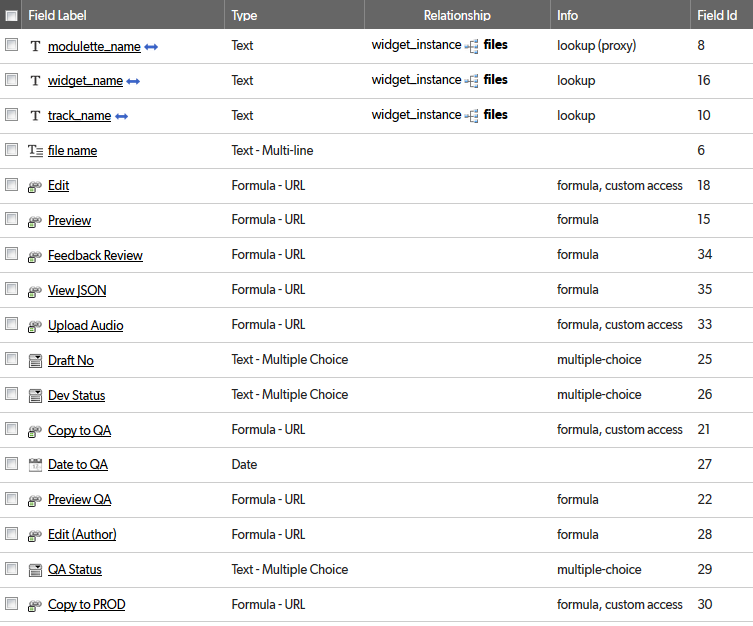 Field Label Type Relationship Info Field Id
modulette_name Text widget_instance files lookup (proxy) 8
widget_name Text widget_instance files lookup 16
track_name Text widget_instance files lookup 10
file name Text - Multi-line 6
Edit Formula - URL formula, custom access 18
Preview Formula - URL formula 15
Feedback Review Formula - URL formula 34
View JSON Formula - URL formula 35
Upload Audio Formula - URL formula, custom access 33
Draft No Text - Multiple Choice multiple-choice 25
Dev Status Text - Multiple Choice multiple-choice 26
Copy to QA Formula - URL formula, custom access 21
Date to QA Date 27
Preview QA Formula - URL formula 22
Edit (Author) Formula - URL formula 28
QA Status Text - Multiple Choice multiple-choice 29
Copy to PROD Formula - URL formula, custom access 30